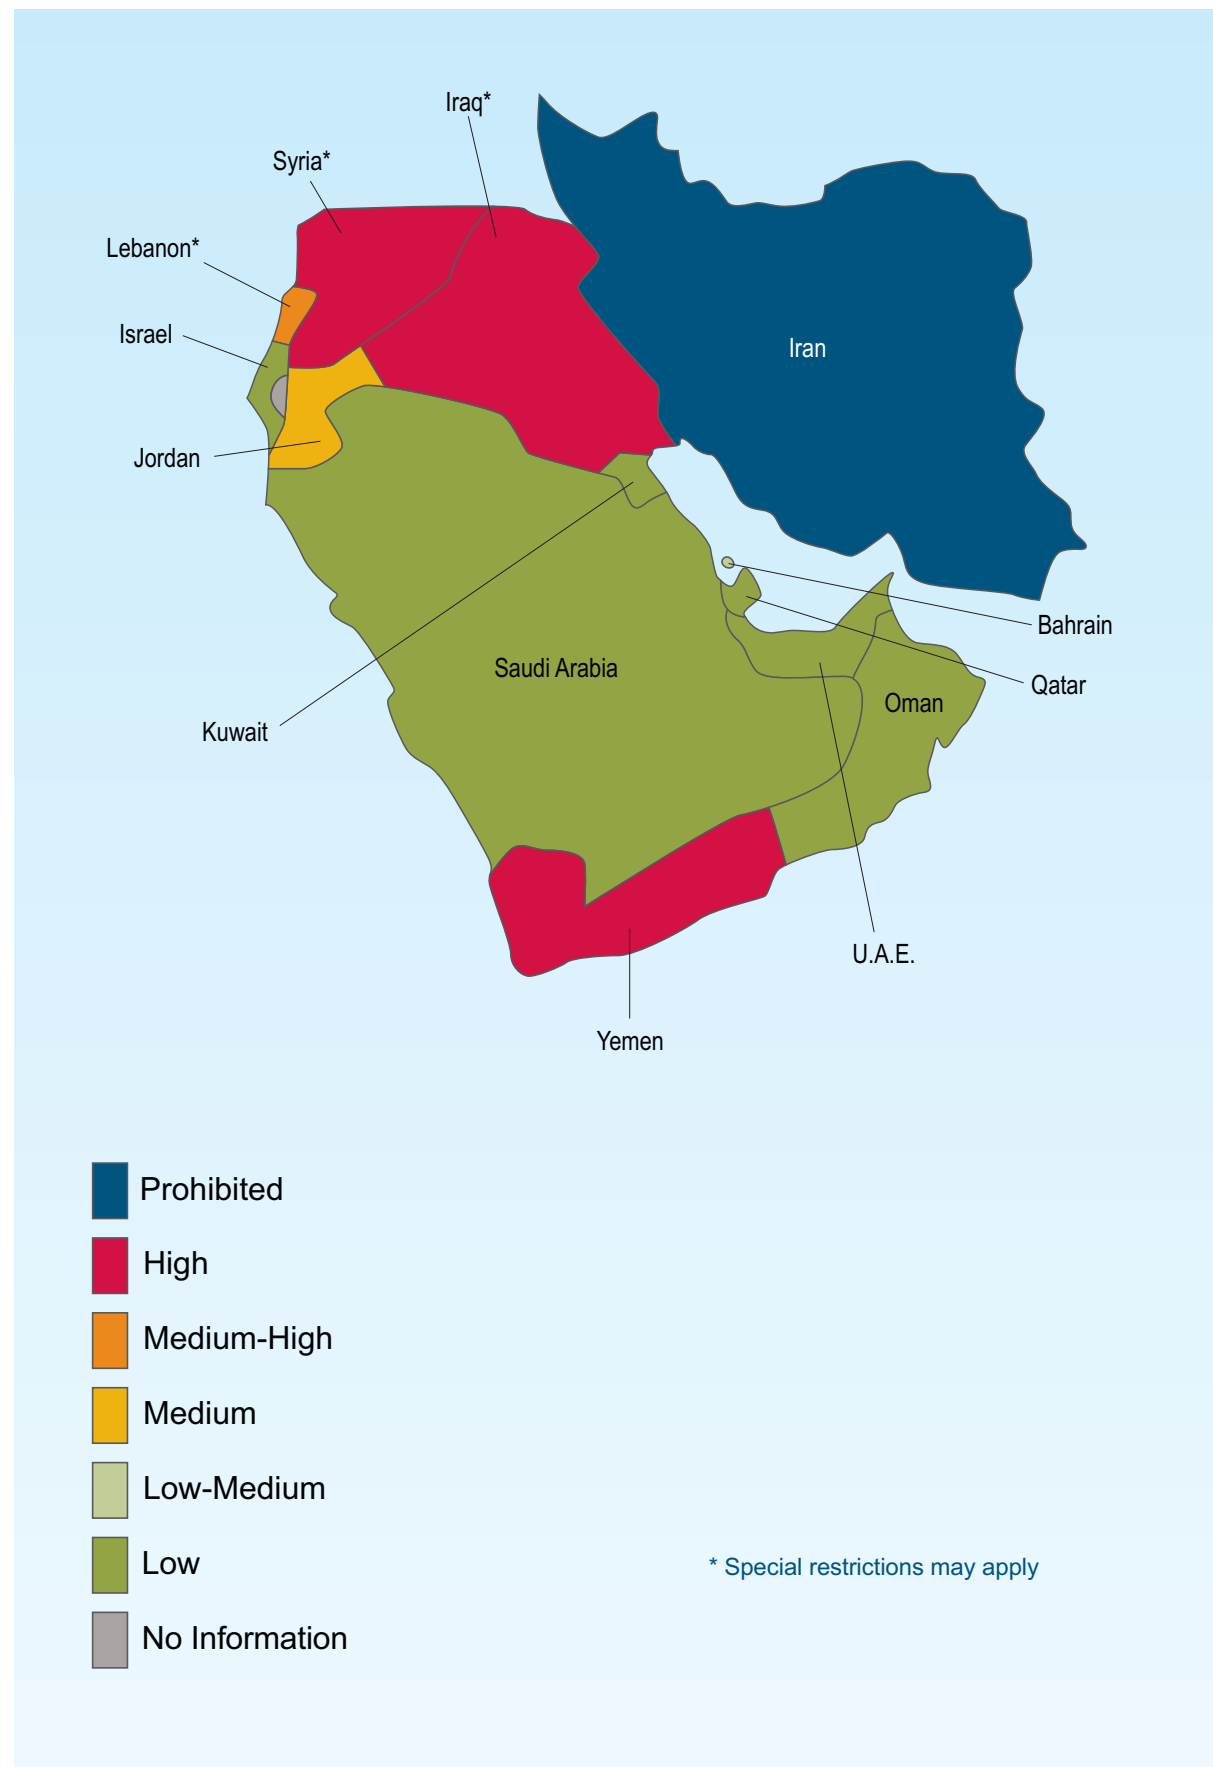 Iraq*
Syria*
Lebanon*
Israel
Iran
Jordan
Bahrain
Saudi Arabia
Qatar
Oman
Kuwait
U.A.E.
Yemen
Prohibited
High
Medium-High
Medium
Low-Medium
Low
* Special restrictions may apply
No Information